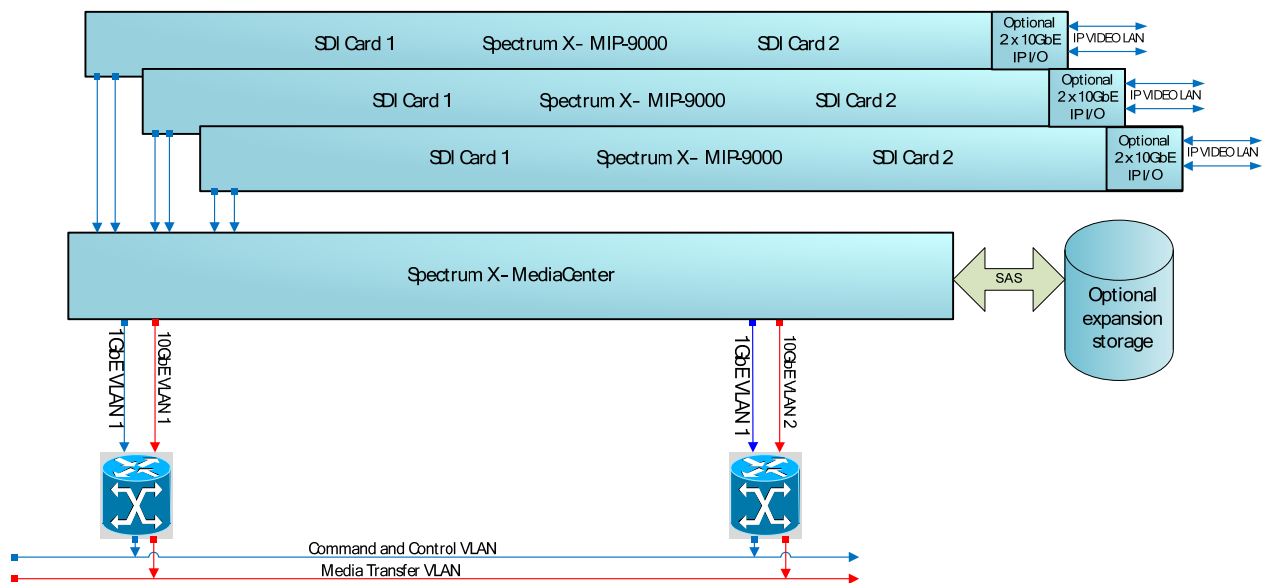 SDI Card 1 Spectrum X - MIP-9000 SDI Card 2
Optional
2 x 10GbE
IP I/O
IP VIDEO LAN
SDI Card 1 Spectrum X - MIP-9000 SDI Card 2
Optional
2 x 10GbE
IP I/O
IP VIDEO LAN
SDI Card 1 Spectrum X - MIP-9000 SDI Card 2
Optional
2 x 10GbE
IP I/O
IP VIDEO LAN
Spectrum X - MediaCenter
SAS
Optional
expansion
storage
1GbE VLAN 1
10GbE VLAN 1
1GbE VLAN 1
10GbE VLAN 2
Command and Control VLAN
Media Transfer VLAN